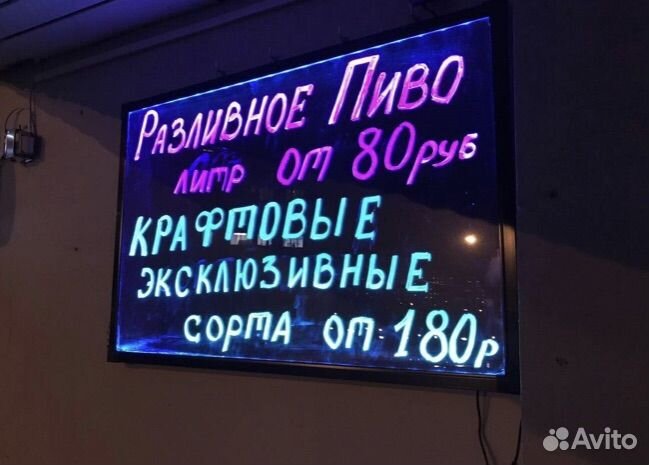 Разливное Пиво
литр от 80руб
Крафтовые
эксклюзивные
сорта от 180р
Avito